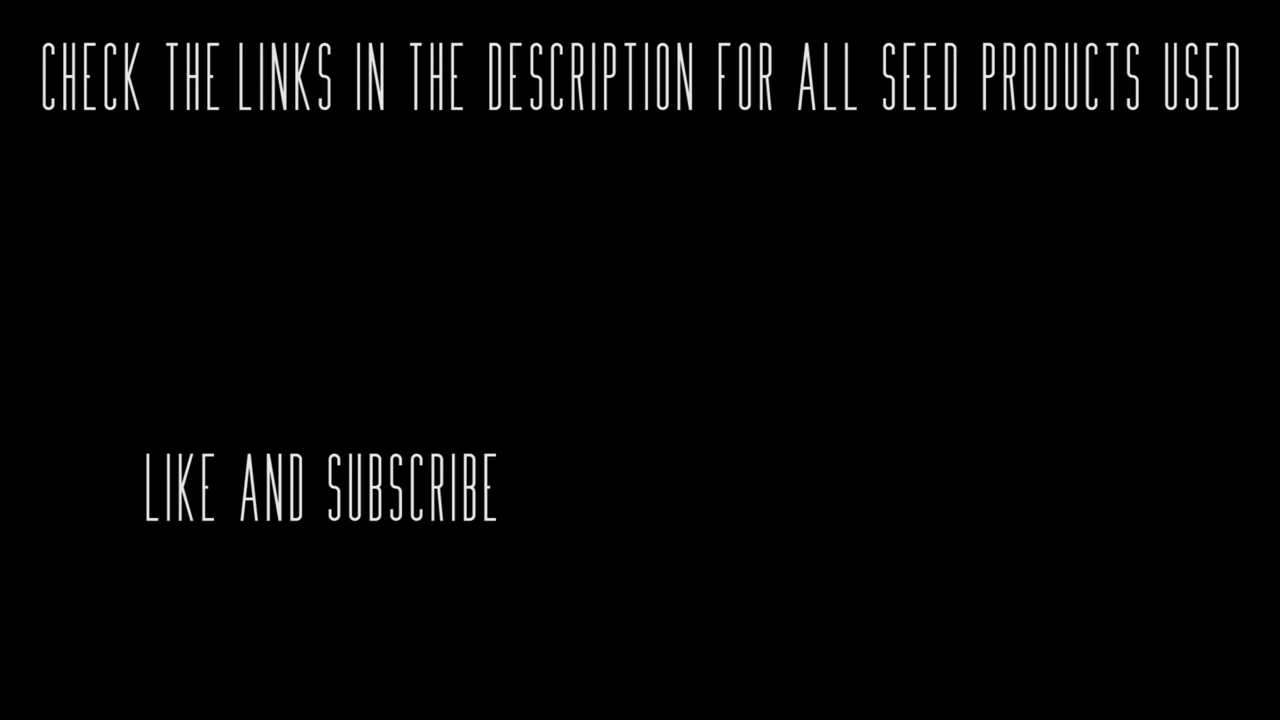 CHECK THE LINKS IN THE DESCRIPTION FOR ALL SEED PRODUCTS USED
LIKE AND SUBSCRIBE